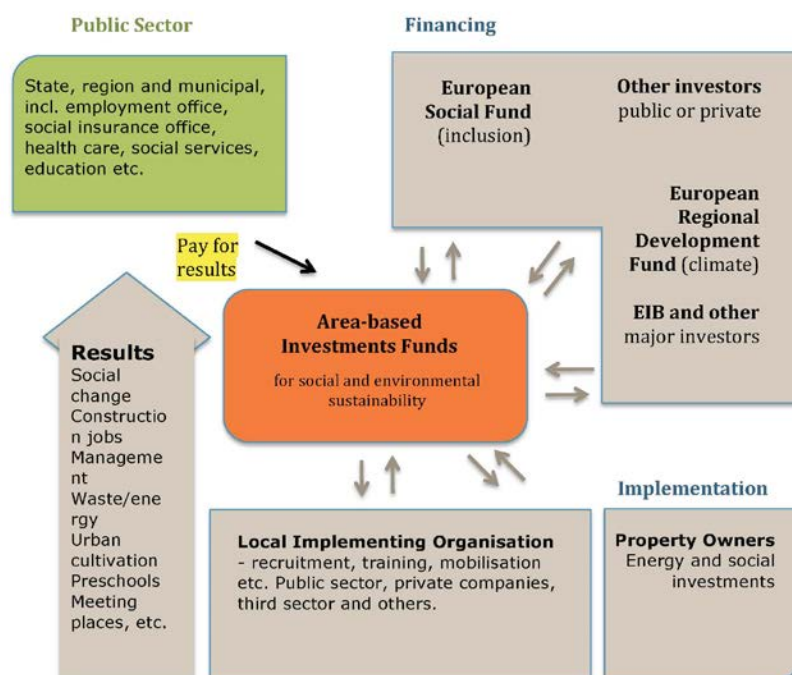 Public Sector
State, region and municipal,
incl. employment office,
social insurance office,
health care, social services,
education etc.
Financing
European
Social Fund
(inclusion)
Other investors
public or private
European
Regional
Development
Fund (climate)
EIB and other
major investors
Pay for
results
Area-based
Investments Funds
for social and environmental
sustainability
Results
Social
change
Constructio
n jobs
Manageme
nt
Waste/ene
rgy
Urban
cultivation
Preschools
Meeting
places, etc.
Local Implementing Organisation
- recruitment, training, mobilisation
etc. Public sector, private companies,
third sector and others.
Implementation
Property Owners
Energy and social
investments